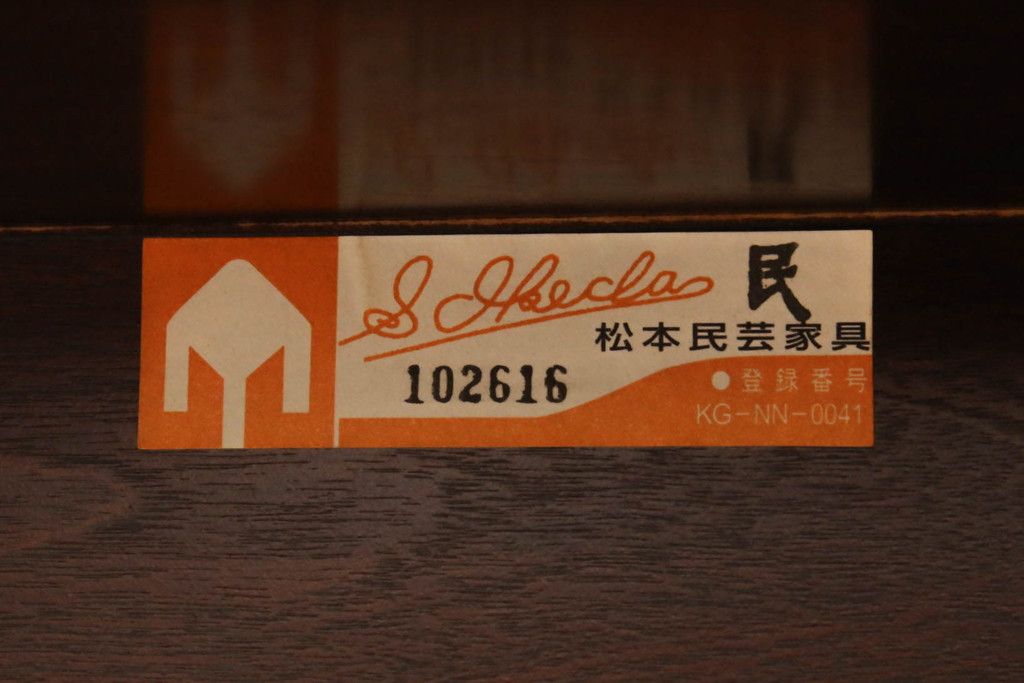 S Ikeda
民
松本民芸家具
102616
●登録番号
KG-NN-0041